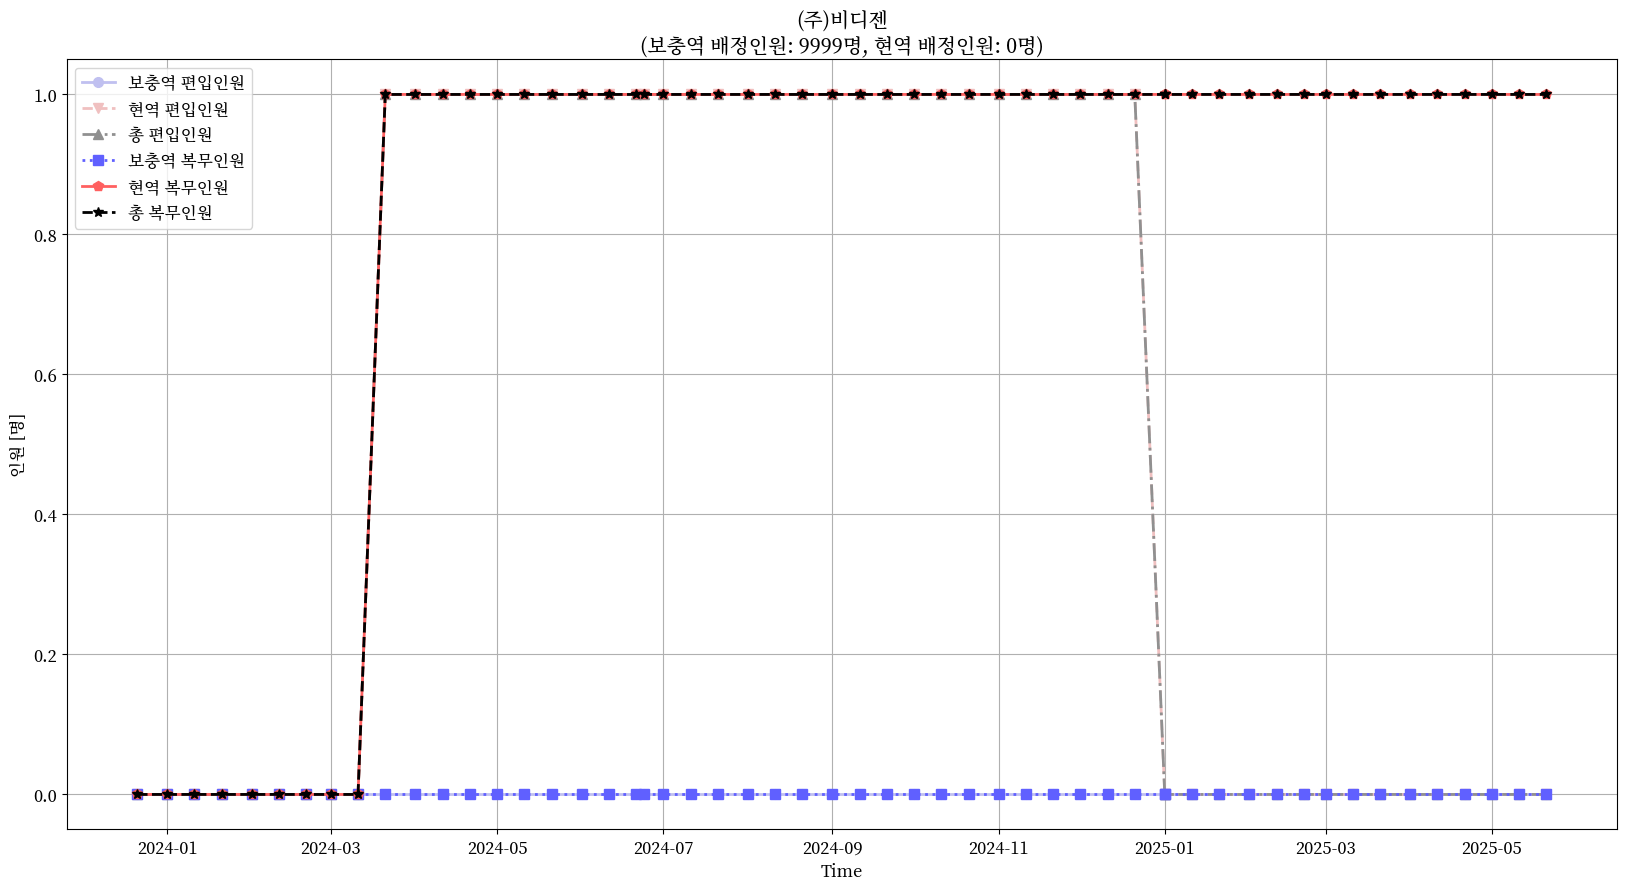 (주)비디젠
(보충역 배정인원: 9999명, 현역 배정인원: 0명)
보충역 편입인원
현역 편입인원
총 편입인원
보충역 복무인원
현역 복무인원
총 복무인원
1.0
0.8
0.6
0.4
0.2
0.0
인원 [명]
2024-01 2024-03 2024-05 2024-07 2024-09 2024-11 2025-01 2025-03 2025-05
Time